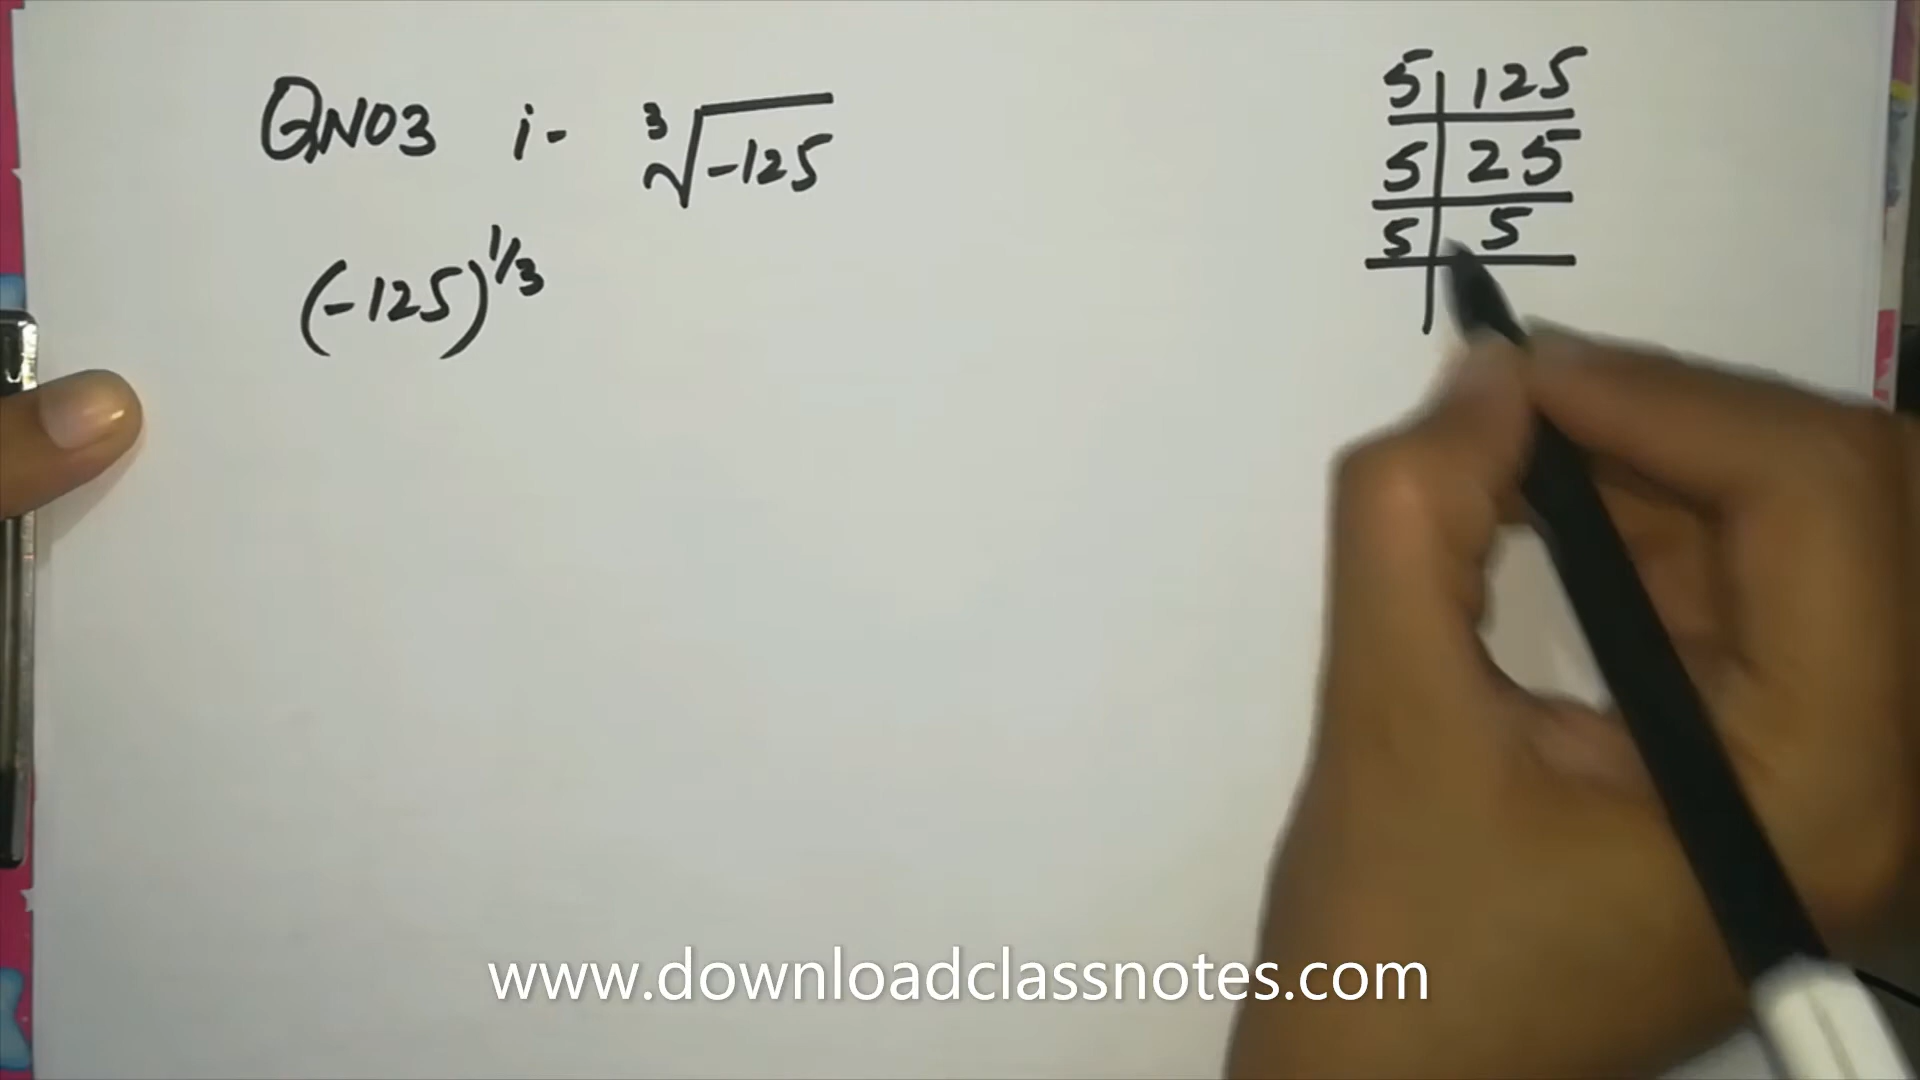 QNO3 i- ∛-125
(-125)^1/3
5 | 125
5 | 25
5 | 5
www.downloadclassnotes.com